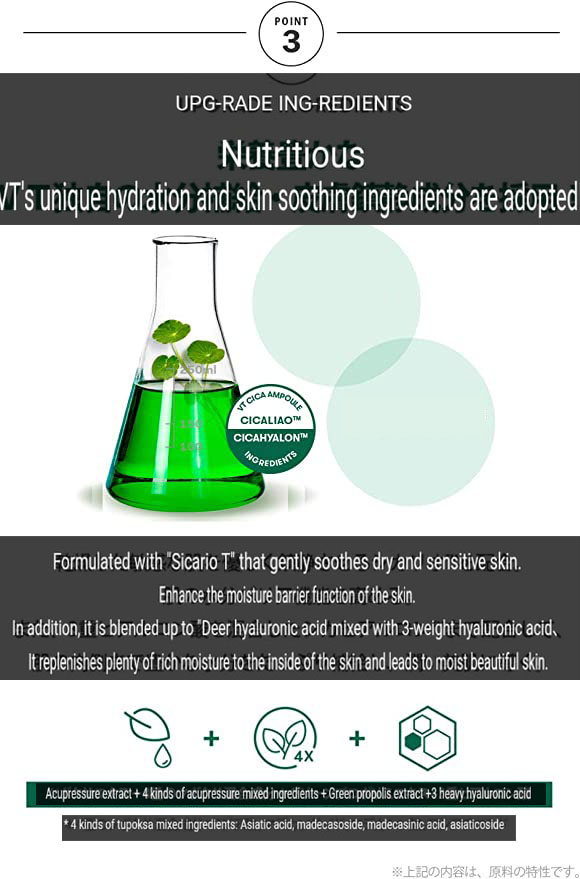 POINT
3
UPG-RADE ING-REDIENTS
Nutritious
VT's unique hydration and skin soothing ingredients are adopted
250ml
150
100
VT CICA AMPOULE
CICALIAO™
CICAHYALON™
INGREDIENTS
Formulated with "Sicario T" that gently soothes dry and sensitive skin.
Enhance the moisture barrier function of the skin.
In addition, it is blended up to "Deer hyaluronic acid mixed with 3-weight hyaluronic acid、
It replenishes plenty of rich moisture to the inside of the skin and leads to moist beautiful skin.
4X
+ +
Acupressure extract + 4 kinds of acupressure mixed ingredients + Green propolis extract +3 heavy hyaluronic acid
* 4 kinds of tupoksa mixed ingredients: Asiatic acid, madecasoside, madecasinic acid, asiaticoside
※上記の内容は、原料の特性です。